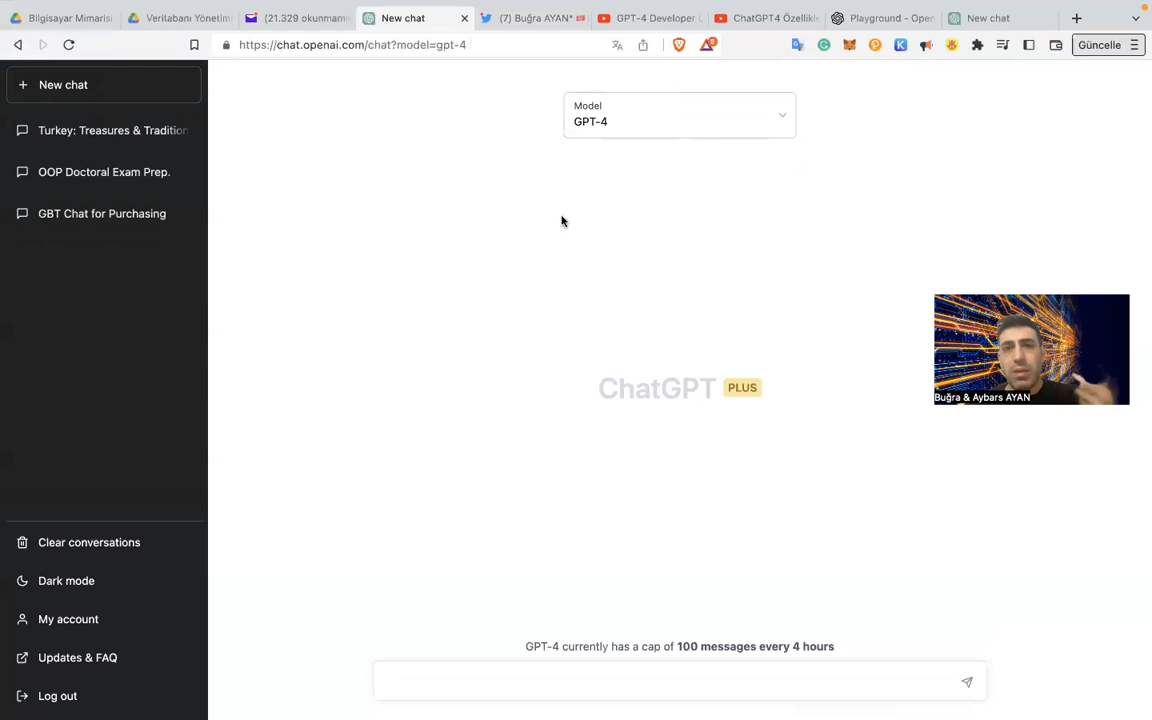 Bilgisayar Mimarisi
Veritabanı Yönetimi
(21.329 okunmamı
New chat
(7) Buğra AYAN*
GPT-4 Developer
ChatGPT4 Özellikle
Playground - Open
New chat
https://chat.openai.com/chat?model=gpt-4
Güncelle
New chat
Turkey: Treasures & Tradition
OOP Doctoral Exam Prep.
GBT Chat for Purchasing
Model
GPT-4
ChatGPT PLUS
Buğra & Aybars AYAN
Clear conversations
Dark mode
My account
Updates & FAQ
Log out
GPT-4 currently has a cap of 100 messages every 4 hours